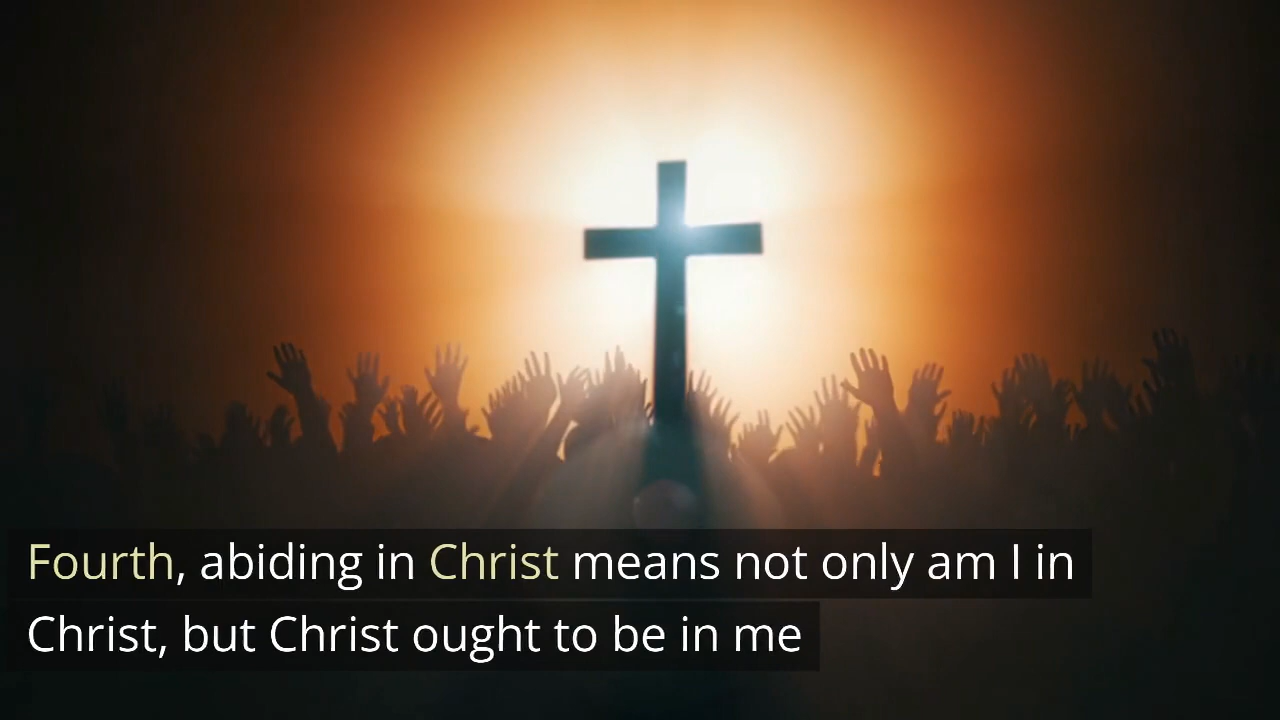 Fourth, abiding in Christ means not only am I in
Christ, but Christ ought to be in me